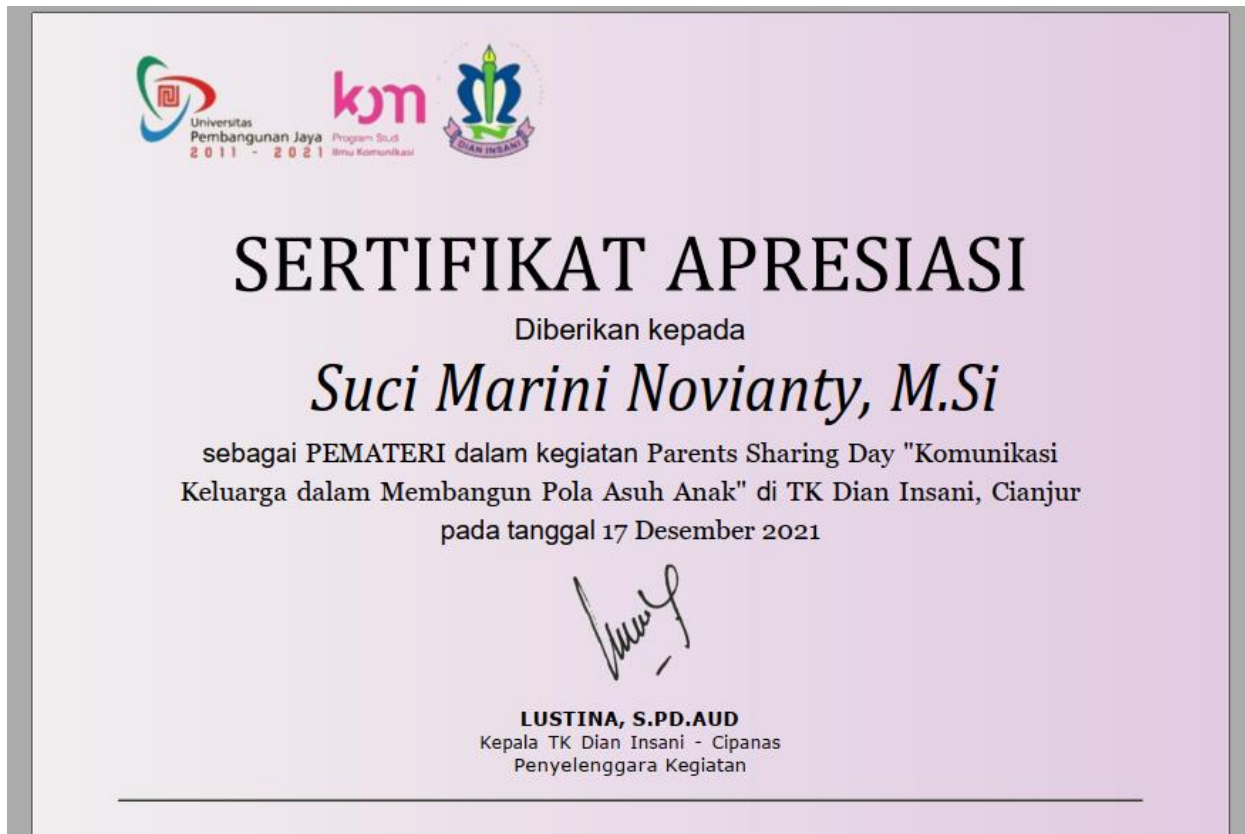 Universitas
Pembangunan Jaya
2011 - 2021
kom
Program Studi
Ilmu Komunikasi
DIAN INSANI
SERTIFIKAT APRESIASI
Diberikan kepada
Suci Marini Novianty, M.Si
sebagai PEMATERI dalam kegiatan Parents Sharing Day "Komunikasi
Keluarga dalam Membangun Pola Asuh Anak" di TK Dian Insani, Cianjur
pada tanggal 17 Desember 2021
LUSTINA, S.PD.AUD
Kepala TK Dian Insani - Cipanas
Penyelenggara Kegiatan